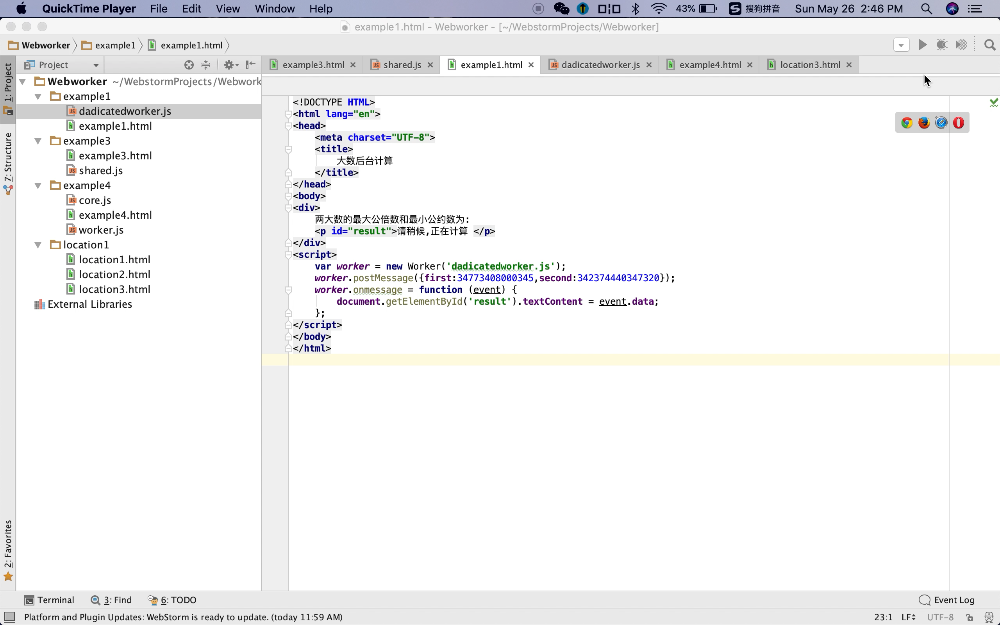 QuickTime Player File Edit View Window Help 43% 搜狗拼音 Sun May 26 2:46 PM
example1.html - Webworker - [~/WebstormProjects/Webworker]
Webworker example1 example1.html
1: Project
7: Structure
2: Favorites
Project
example3.html shared.js example1.html dadicatedworker.js example4.html location3.html
Webworker ~/WebstormProjects/Webwork
example1
dadicatedworker.js
example1.html
example3
example3.html
shared.js
example4
core.js
example4.html
worker.js
location1
location1.html
location2.html
location3.html
External Libraries
<!DOCTYPE HTML>
<html lang="en">
<head>
<meta charset="UTF-8">
<title>
大数后台计算
</title>
</head>
<body>
<div>
两大数的最大公倍数和最小公约数为:
<p id="result">请稍候,正在计算 </p>
</div>
<script>
var worker = new Worker('dadicatedworker.js');
worker.postMessage({first:34773408000345,second:342374440347320});
worker.onmessage = function (event) {
document.getElementById('result').textContent = event.data;
};
</script>
</body>
</html>
Terminal 3: Find 6: TODO Event Log
Platform and Plugin Updates: WebStorm is ready to update. (today 11:59 AM) 23:1 LF UTF-8